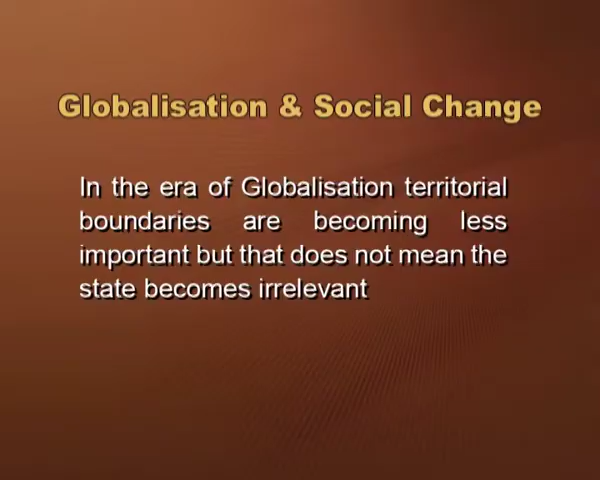 Globalisation & Social Change
In the era of Globalisation territorial
boundaries are becoming less
important but that does not mean the
state becomes irrelevant